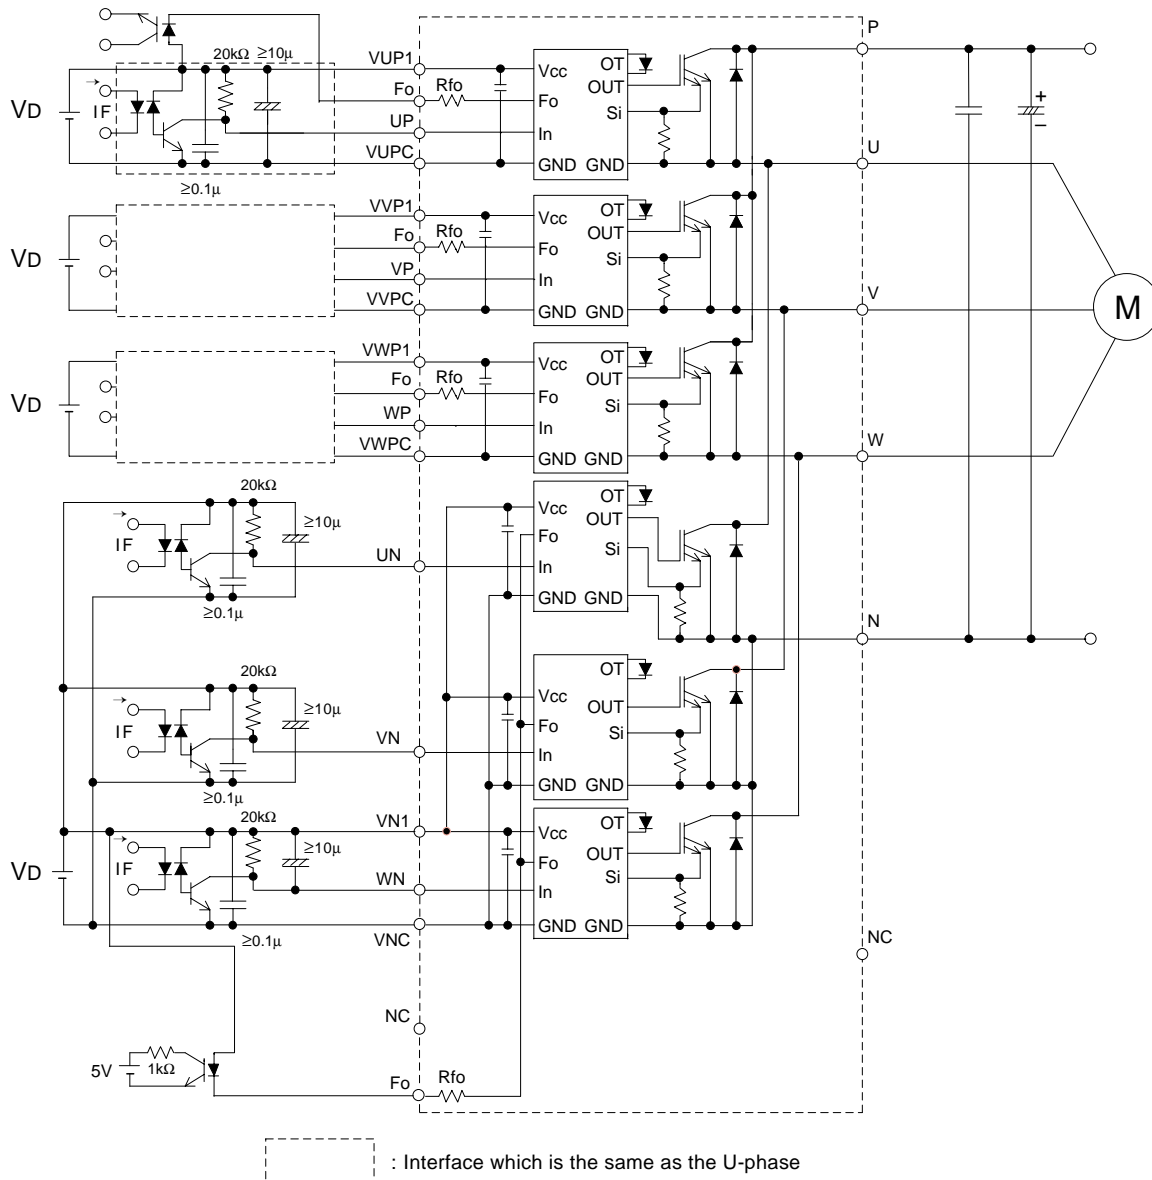 P
20kΩ ≥10µ
VUP1
Vcc
OT
Fo
Rfo
Fo
OUT
VD
IF
UP
In
Si
VUPC
GND GND
U
≥0.1µ
VVP1
Vcc
OT
Fo
Rfo
Fo
OUT
VD
VP
In
Si
VVPC
GND GND
V
M
VWP1
Vcc
OT
Fo
Rfo
Fo
OUT
VD
WP
In
Si
VWPC
GND GND
W
20kΩ
≥10µ
Vcc
OT
OUT
IF
Fo
Si
UN
In
≥0.1µ
GND GND
N
20kΩ
≥10µ
Vcc
OT
IF
Fo
OUT
VN
In
Si
≥0.1µ
GND GND
20kΩ
VN1
Vcc
OT
≥10µ
VD
IF
Fo
OUT
WN
In
Si
≥0.1µ
VNC
GND GND
NC
NC
5V
1kΩ
Fo
Rfo
: Interface which is the same as the U-phase
+
–